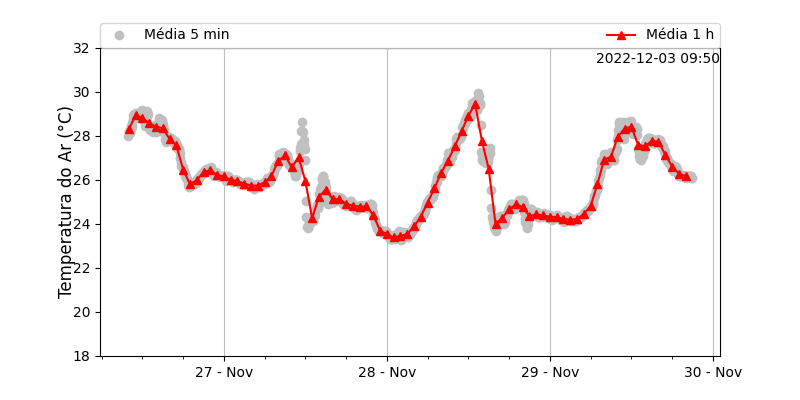 Média 5 min
Média 1 h
2022-12-03 09:50
Temperatura do Ar (°C)
32
30
28
26
24
22
20
18
27 - Nov
28 - Nov
29 - Nov
30 - Nov